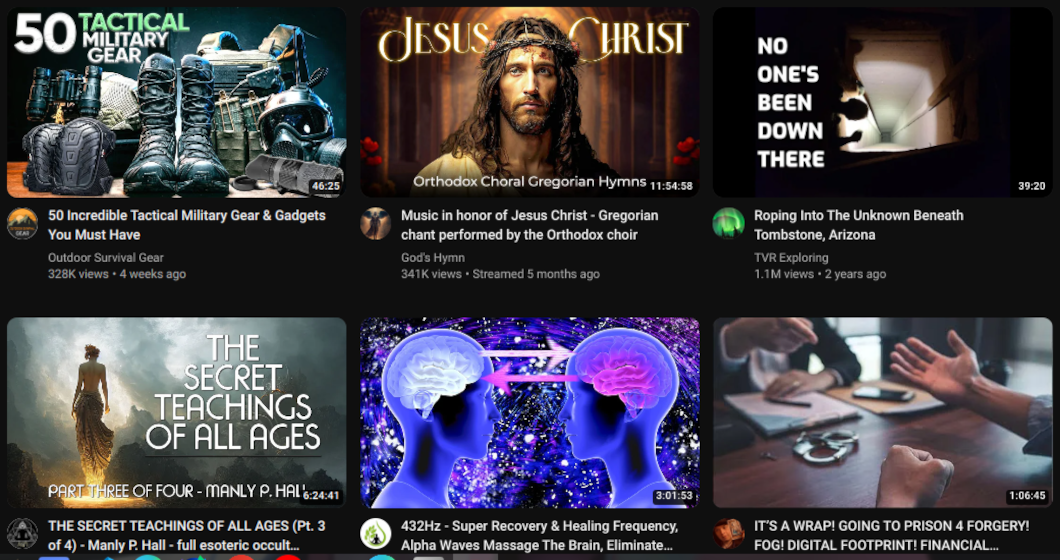 50 TACTICAL
MILITARY
GEAR
46:25
JESUS CHRIST
Orthodox Choral Gregorian Hymns
11:54:58
NO
ONE'S
BEEN
DOWN
THERE
39:20
50 Incredible Tactical Military Gear & Gadgets
You Must Have
Outdoor Survival Gear
328K views • 4 weeks ago
Music in honor of Jesus Christ - Gregorian
chant performed by the Orthodox choir
God's Hymn
341K views • Streamed 5 months ago
Roping Into The Unknown Beneath
Tombstone, Arizona
TVR Exploring
1.1M views • 2 years ago
THE
SECRET
TEACHINGS
OF ALL AGES
PART THREE OF FOUR - MANLY P. HALL
6:24:41
3:01:53
1:06:45
THE SECRET TEACHINGS OF ALL AGES (Pt. 3
of 4) - Manly P. Hall - full esoteric occult...
432Hz - Super Recovery & Healing Frequency,
Alpha Waves Massage The Brain, Eliminate...
IT'S A WRAP! GOING TO PRISON 4 FORGERY!
FOG! DIGITAL FOOTPRINT! FINANCIAL...